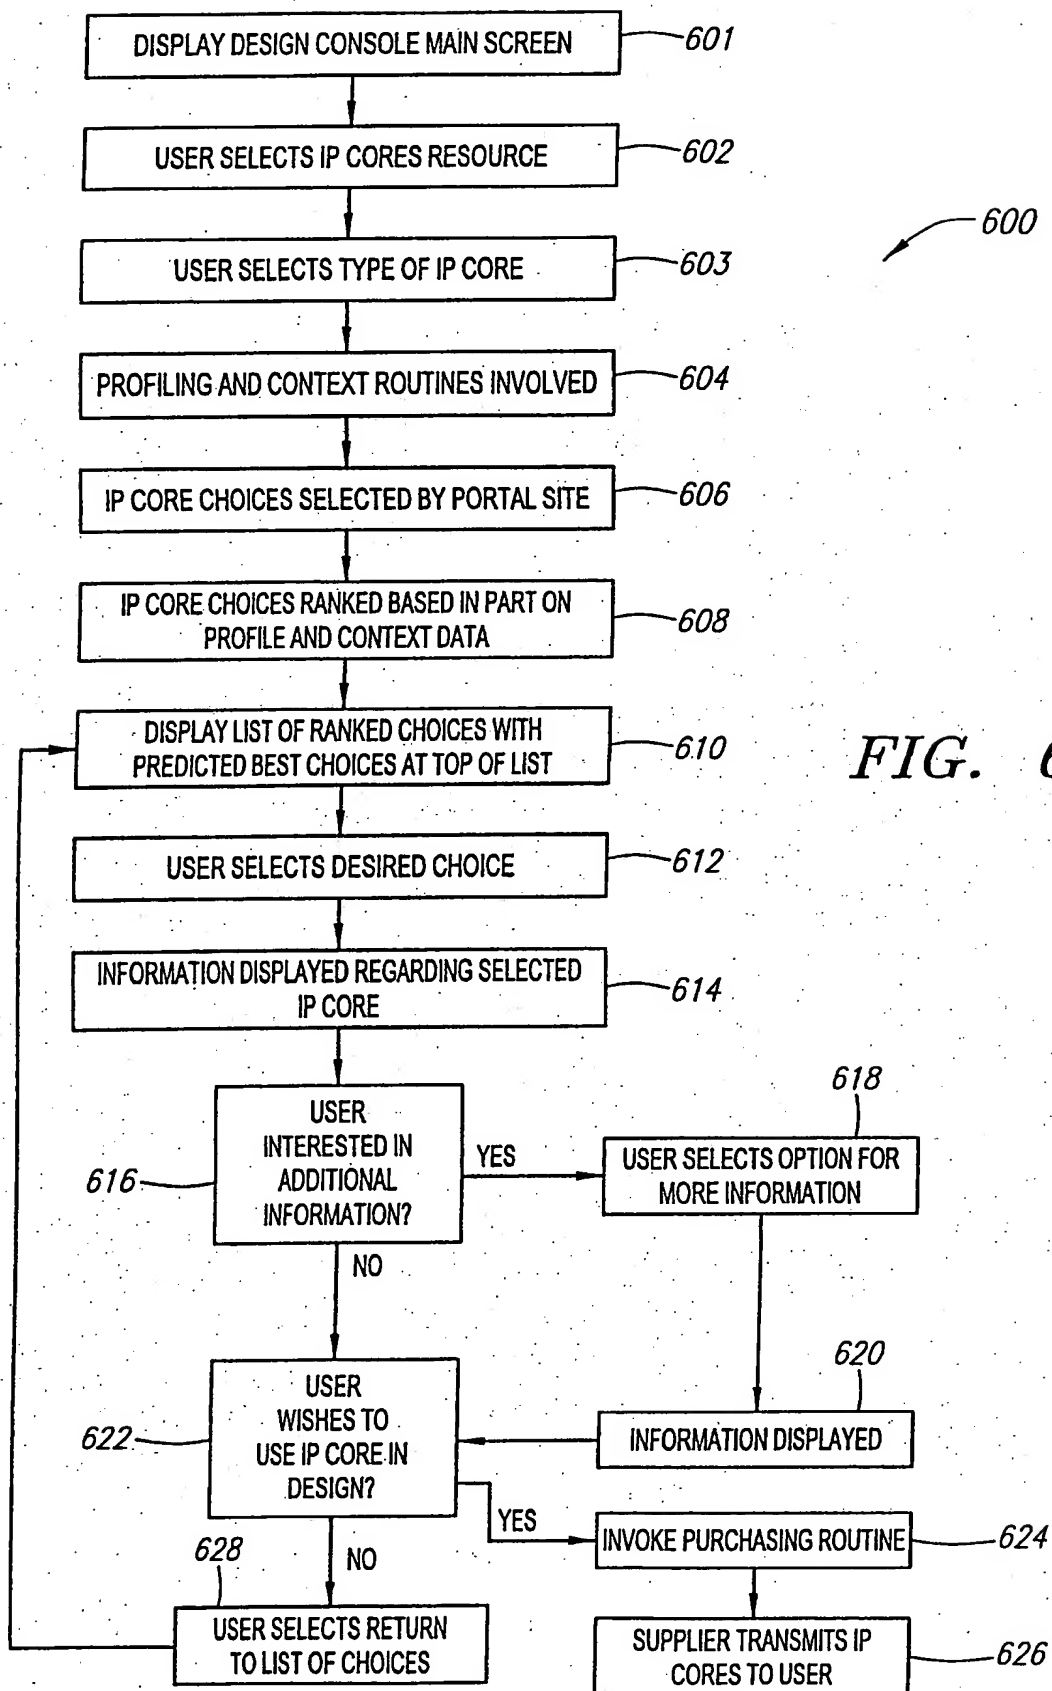 DISPLAY DESIGN CONSOLE MAIN SCREEN
601
USER SELECTS IP CORES RESOURCE
602
600
USER SELECTS TYPE OF IP CORE
603
PROFILING AND CONTEXT ROUTINES INVOLVED
604
IP CORE CHOICES SELECTED BY PORTAL SITE
606
IP CORE CHOICES RANKED BASED IN PART ON
PROFILE AND CONTEXT DATA
608
DISPLAY LIST OF RANKED CHOICES WITH
PREDICTED BEST CHOICES AT TOP OF LIST
610
FIG. 6
USER SELECTS DESIRED CHOICE
612
INFORMATION DISPLAYED REGARDING SELECTED
IP CORE
614
USER
INTERESTED IN
ADDITIONAL
INFORMATION?
616
YES
618
USER SELECTS OPTION FOR
MORE INFORMATION
NO
620
INFORMATION DISPLAYED
USER
WISHES TO
USE IP CORE IN
DESIGN?
622
YES
INVOKE PURCHASING ROUTINE
624
NO
628
USER SELECTS RETURN
TO LIST OF CHOICES
SUPPLIER TRANSMITS IP
CORES TO USER
626